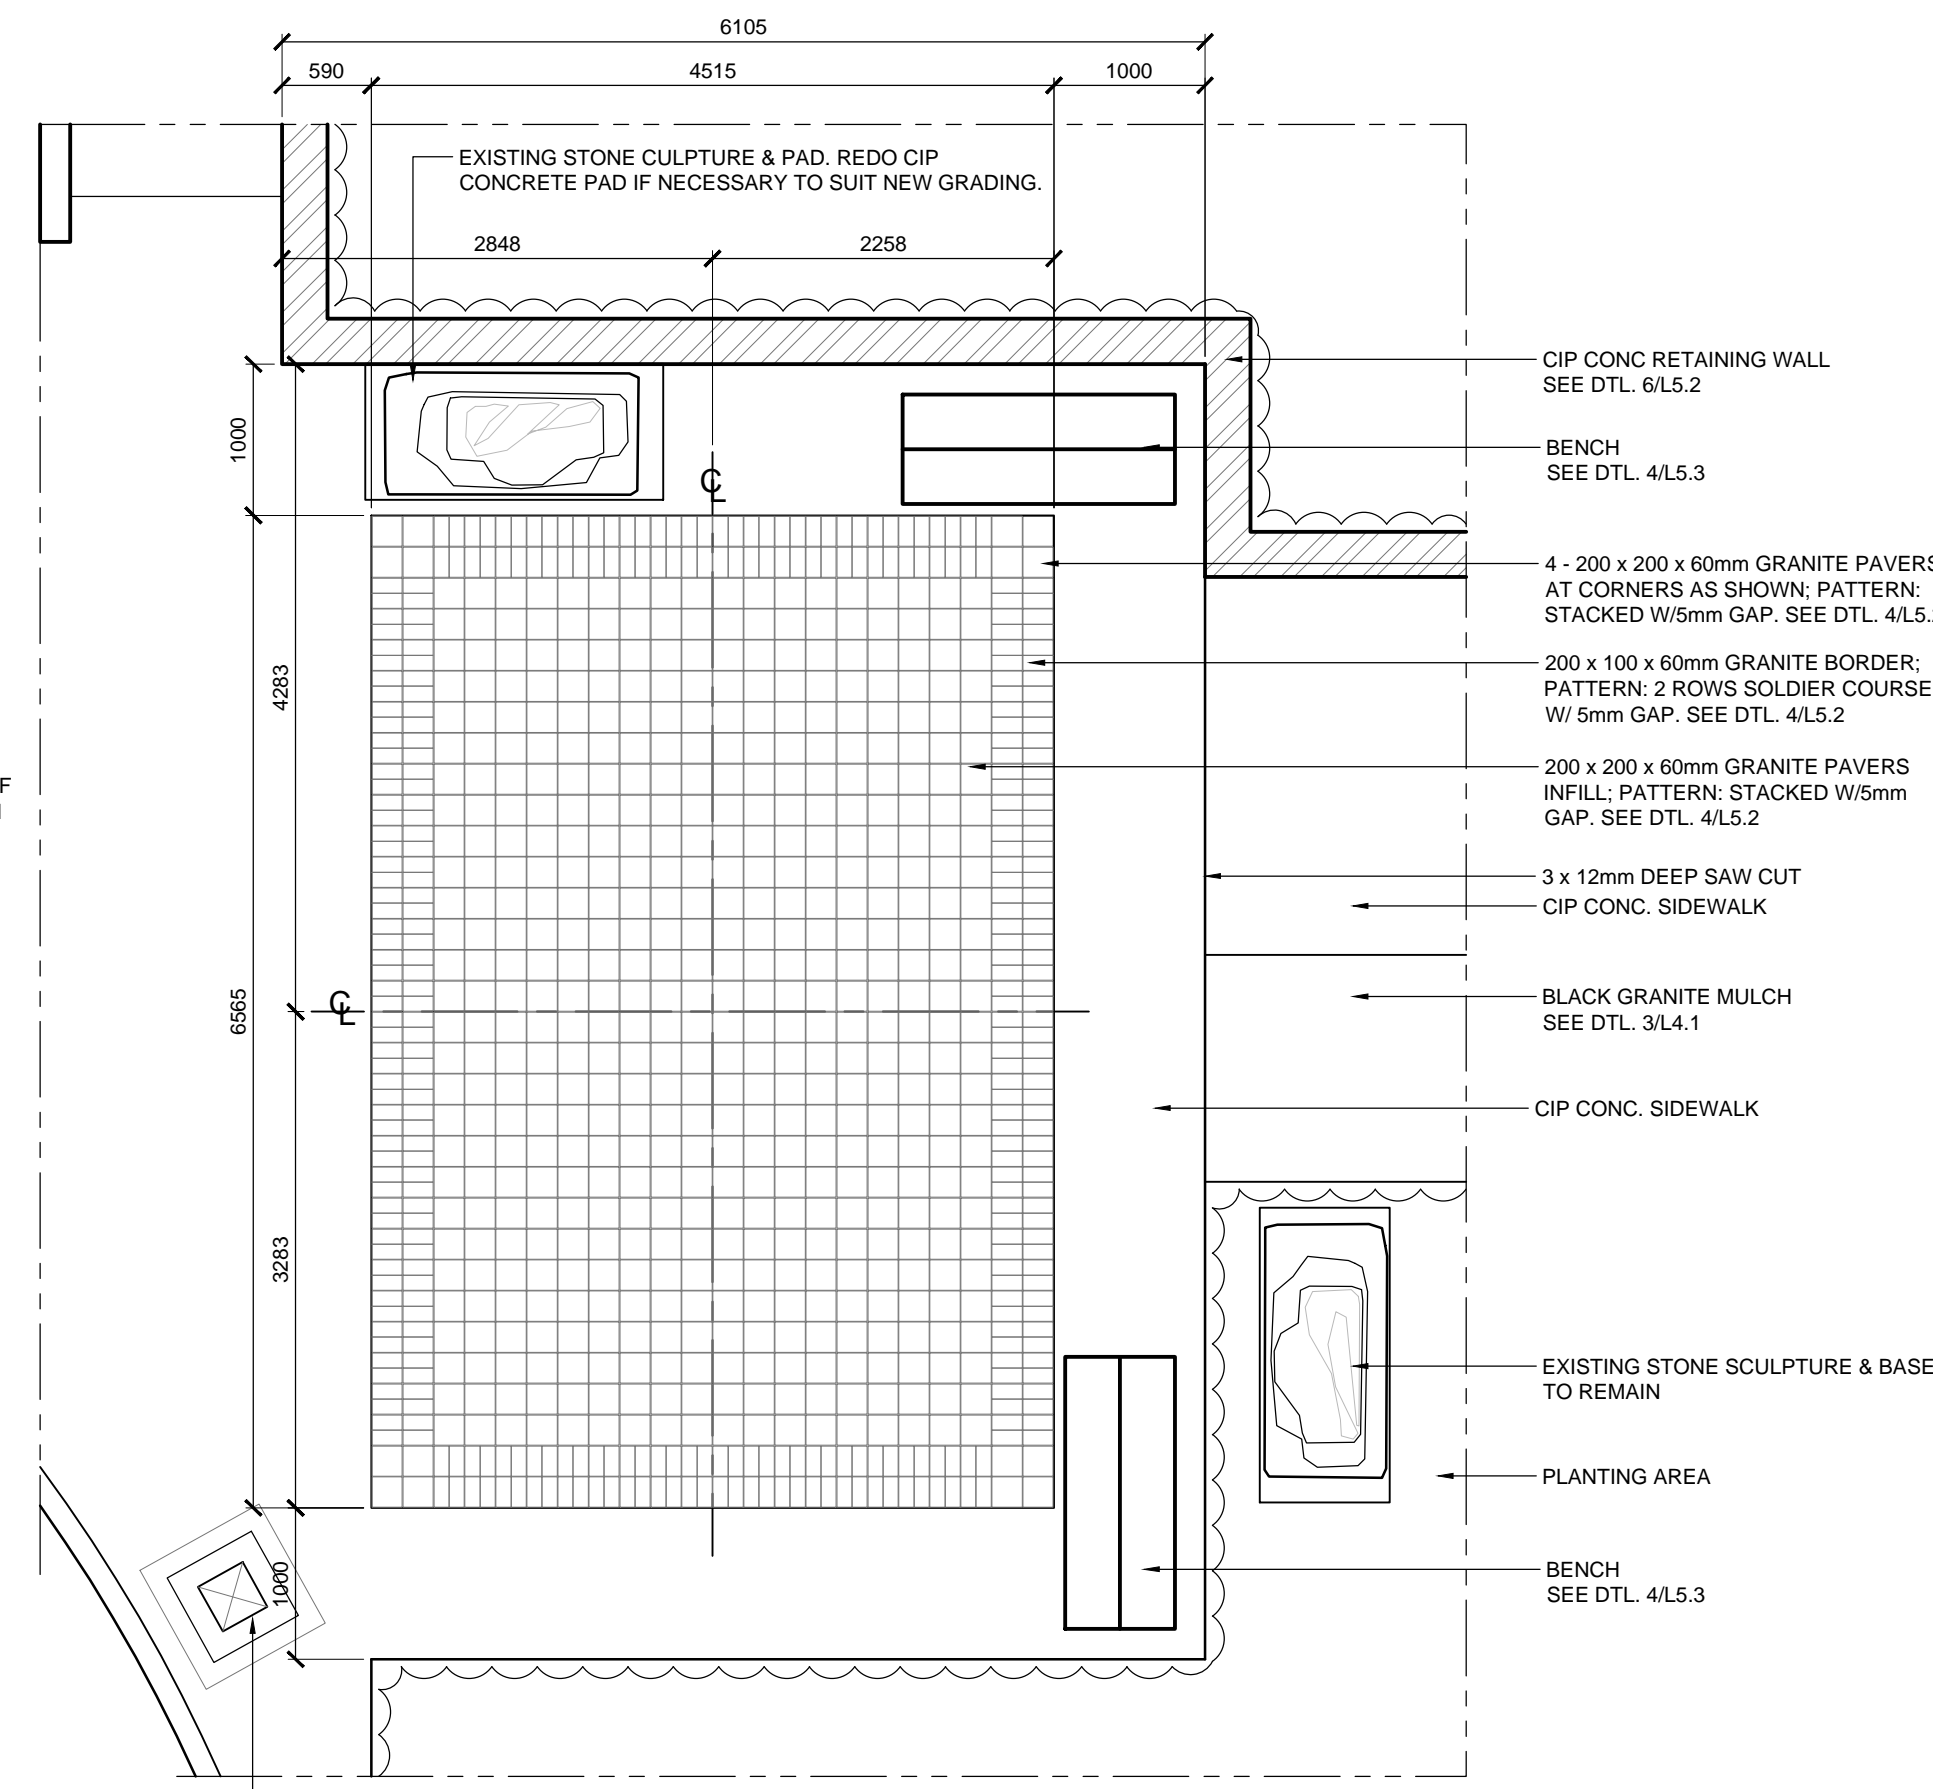 6105
590
4515
1000
EXISTING STONE CULPTURE & PAD. REDO CIP
CONCRETE PAD IF NECESSARY TO SUIT NEW GRADING.
2848
2258
CIP CONC RETAINING WALL
SEE DTL. 6/L5.2
1000
BENCH
SEE DTL. 4/L5.3
CL
4 - 200 x 200 x 60mm GRANITE PAVERS
AT CORNERS AS SHOWN; PATTERN:
STACKED W/5mm GAP. SEE DTL. 4/L5.2
4283
200 x 100 x 60mm GRANITE BORDER;
PATTERN: 2 ROWS SOLDIER COURSE
W/ 5mm GAP. SEE DTL. 4/L5.2
200 x 200 x 60mm GRANITE PAVERS
INFILL; PATTERN: STACKED W/5mm
GAP. SEE DTL. 4/L5.2
F
3 x 12mm DEEP SAW CUT
CIP CONC. SIDEWALK
6565
CL
BLACK GRANITE MULCH
SEE DTL. 3/L4.1
CIP CONC. SIDEWALK
3283
EXISTING STONE SCULPTURE & BASE
TO REMAIN
PLANTING AREA
1000
BENCH
SEE DTL. 4/L5.3